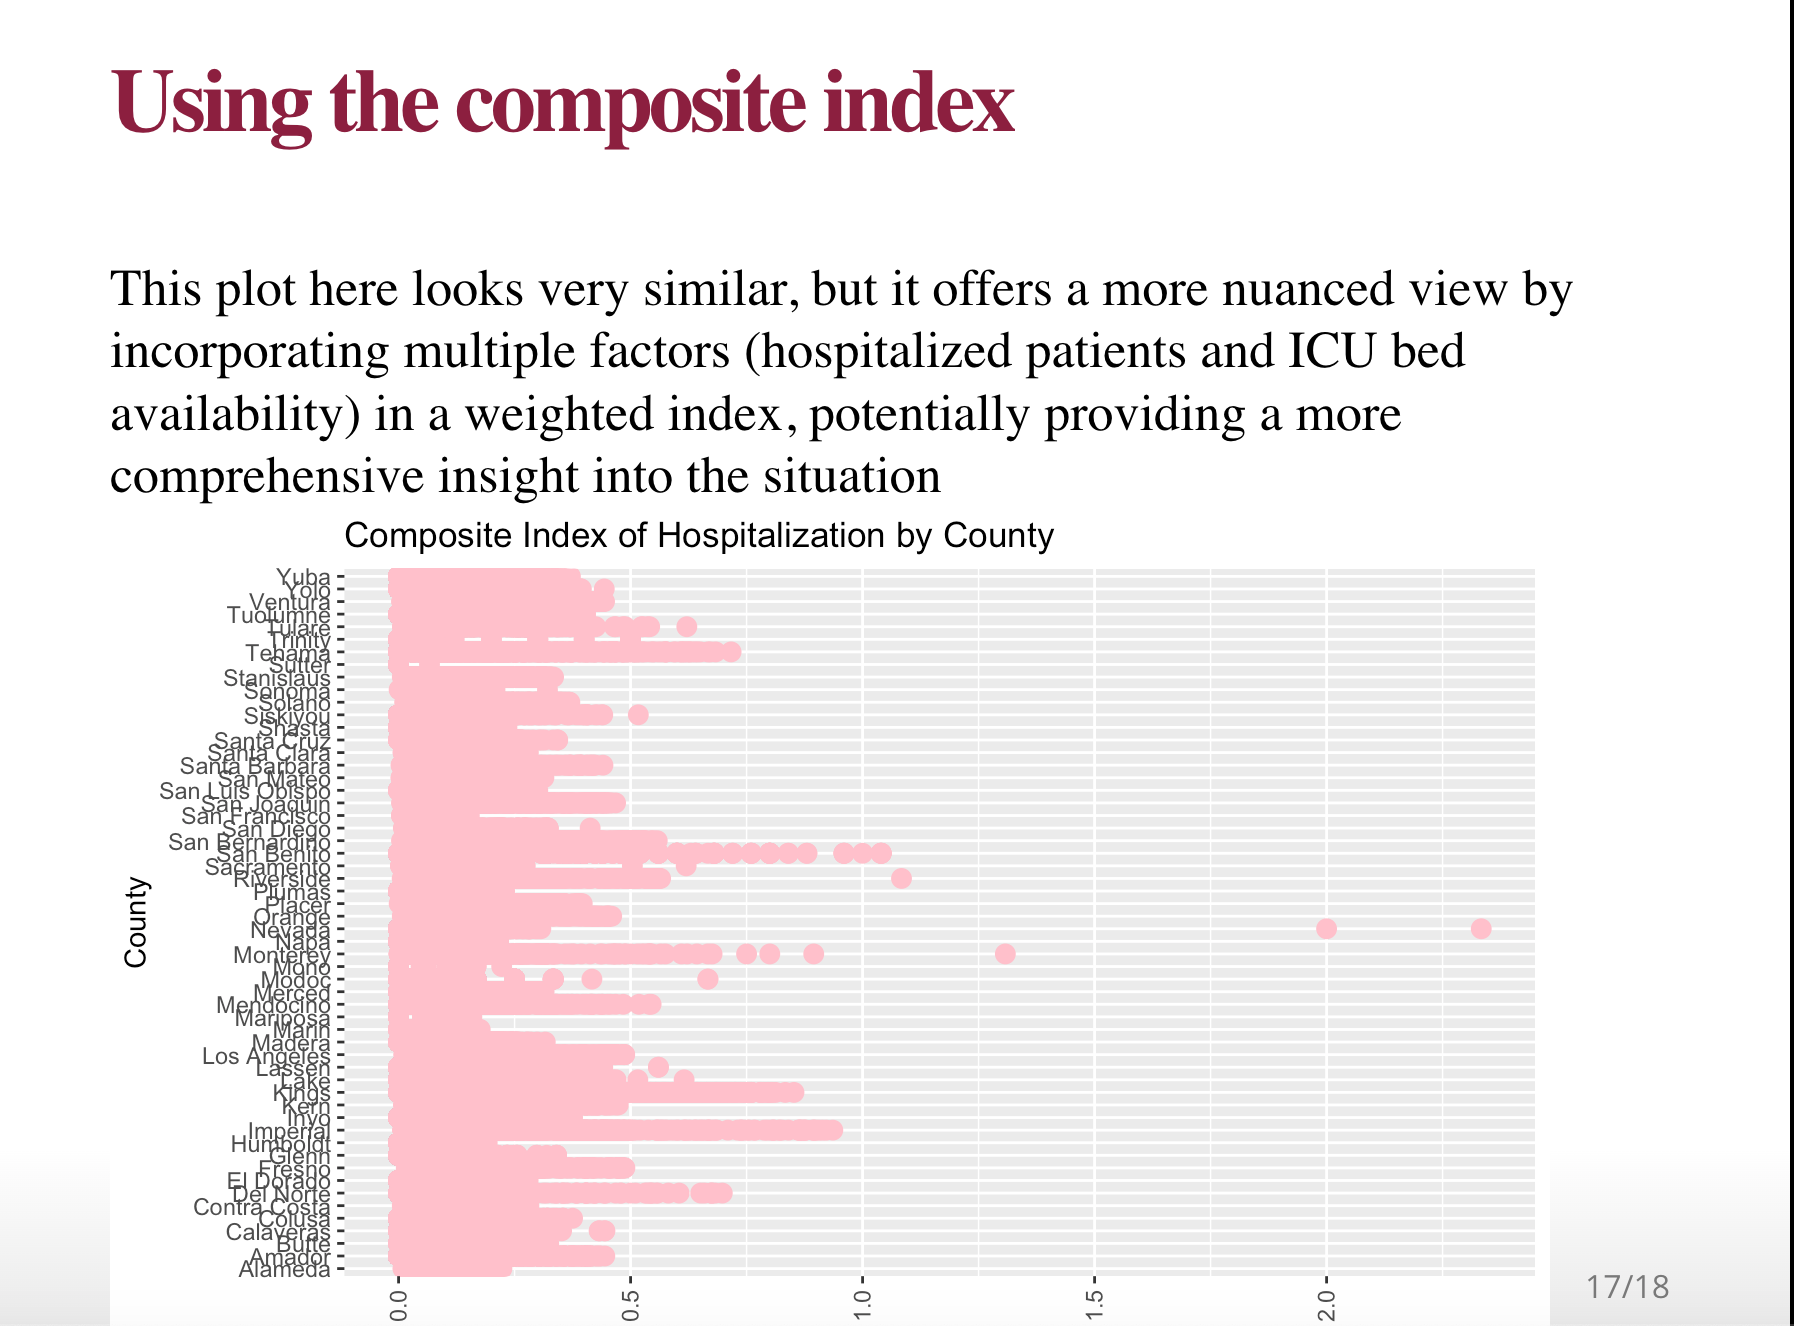 Using the composite index
This plot here looks very similar, but it offers a more nuanced view by
incorporating multiple factors (hospitalized patients and ICU bed
availability) in a weighted index, potentially providing a more
comprehensive insight into the situation
Composite Index of Hospitalization by County
County
Yuba
Yolo
Ventura
Tuolumne
Tulare
Trinity
Tehama
Sutter
Stanislaus
Sonoma
Solano
Siskiyou
Shasta
Santa Cruz
Santa Clara
Santa Barbara
San Mateo
San Luis Obispo
San Joaquin
San Francisco
San Diego
San Bernardino
San Benito
Sacramento
Riverside
Plumas
Placer
Orange
Nevada
Napa
Monterey
Mono
Modoc
Merced
Mendocino
Mariposa
Marin
Madera
Los Angeles
Lassen
Lake
Kings
Kern
Inyo
Imperial
Humboldt
Glenn
Fresno
El Dorado
Del Norte
Contra Costa
Colusa
Calaveras
Butte
Amador
Alameda
0.0
0.5
1.0
1.5
2.0
17/18